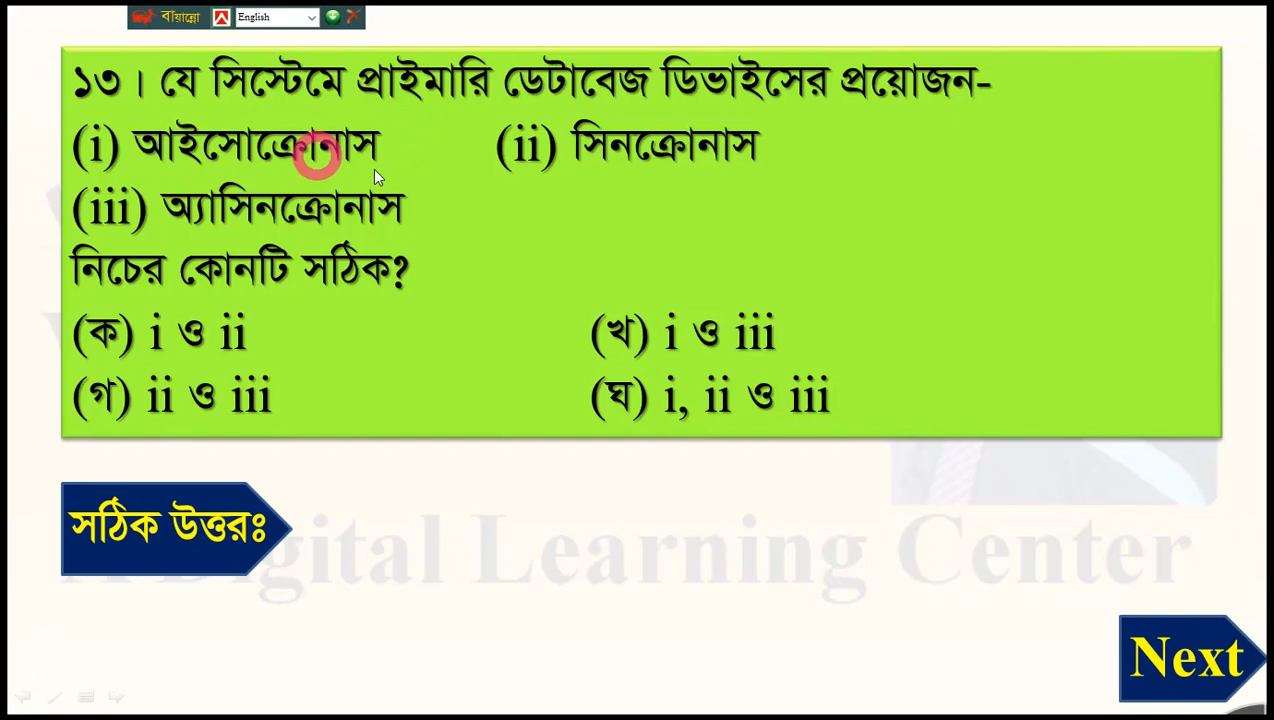 বায়ান্নো English
১৩। যে সিস্টেমে প্রাইমারি ডেটাবেজ ডিভাইসের প্রয়োজন-
(i) আইসোক্রোনাস (ii) সিনক্রোনাস
(iii) অ্যাসিনক্রোনাস
নিচের কোনটি সঠিক?
(ক) i ও ii (খ) i ও iii
(গ) ii ও iii (ঘ) i, ii ও iii
সঠিক উত্তরঃ
A Digital Learning Center
Next